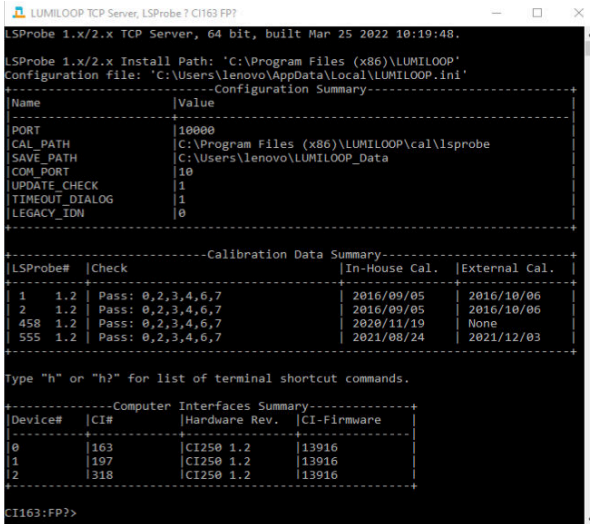 LUMILOOP TCP Server, LSProbe ? CI163 FP?
LSProbe 1.x/2.x TCP Server, 64 bit, built Mar 25 2022 10:19:48.
LSProbe 1.x/2.x Install Path: 'C:\Program Files (x86)\LUMILOOP'
Configuration file: 'C:\Users\lenovo\AppData\Local\LUMILOOP.ini'
+----------------------------Configuration Summary----------------------------+
|Name |Value |
|PORT |10000 |
|CAL_PATH |C:\Program Files (x86)\LUMILOOP\cal\lsprobe |
|SAVE_PATH |C:\Users\lenovo\LUMILOOP_Data |
|COM_PORT |10 |
|UPDATE_CHECK |1 |
|TIMEOUT_DIALOG |1 |
|LEGACY_IDN |0 |
+---------------------------Calibration Data Summary--------------------------+
|LSProbe# |Check |In-House Cal. |External Cal. |
| 1 1.2 | Pass: 0,2,3,4,6,7 | 2016/09/05 | 2016/10/06 |
| 2 1.2 | Pass: 0,2,3,4,6,7 | 2016/09/05 | 2016/10/06 |
| 458 1.2 | Pass: 0,2,3,4,6,7 | 2020/11/19 | None |
| 555 1.2 | Pass: 0,2,3,4,6,7 | 2021/08/24 | 2021/12/03 |
Type "h" or "h?" for list of terminal shortcut commands.
+--------------Computer Interfaces Summary--------------+
|Device# |CI# |Hardware Rev. |CI-Firmware |
|0 |163 |CI250 1.2 |13916 |
|1 |197 |CI250 1.2 |13916 |
|2 |318 |CI250 1.2 |13916 |
CI163:FP?>